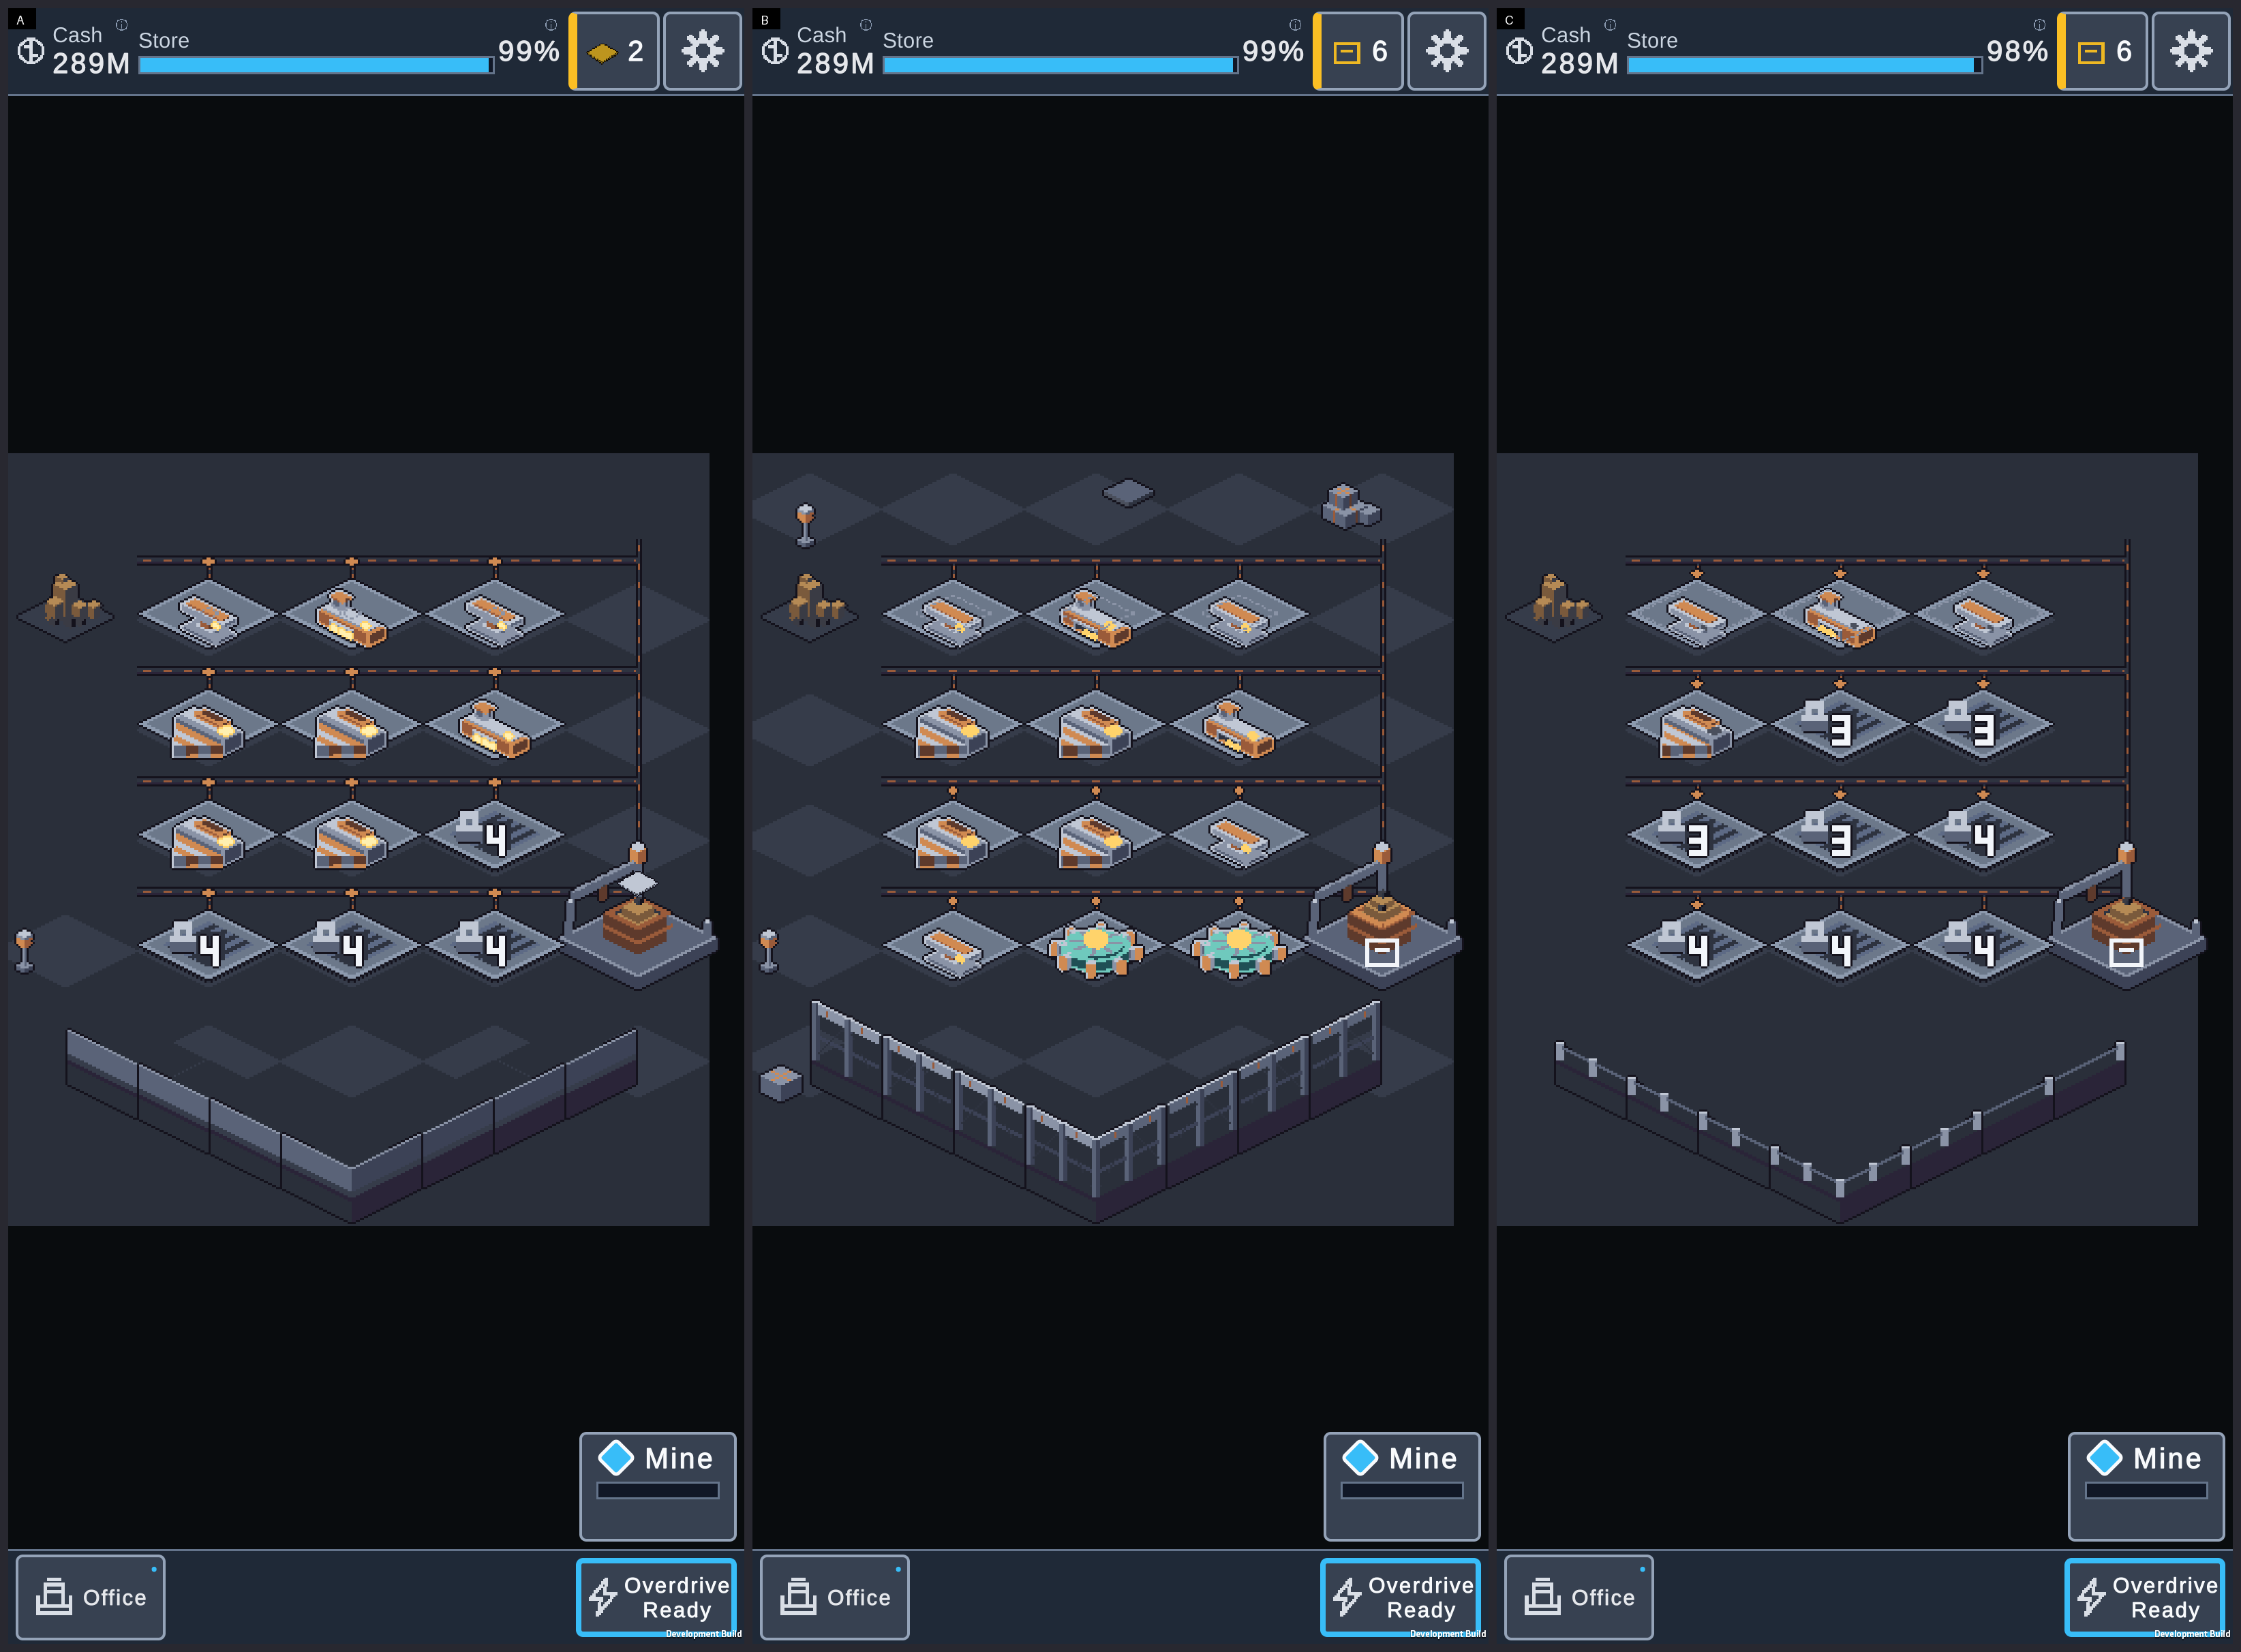 A
Cash ⓘ
289M
Store ⓘ
99%
2
4
4 4 4
Mine
Office
Overdrive
Ready
Development Build
B
Cash ⓘ
289M
Store ⓘ
99%
6
Mine
Office
Overdrive
Ready
Development Build
C
Cash ⓘ
289M
Store ⓘ
98%
6
3 3
3 3 4
4 4 4
Mine
Office
Overdrive
Ready
Development Build